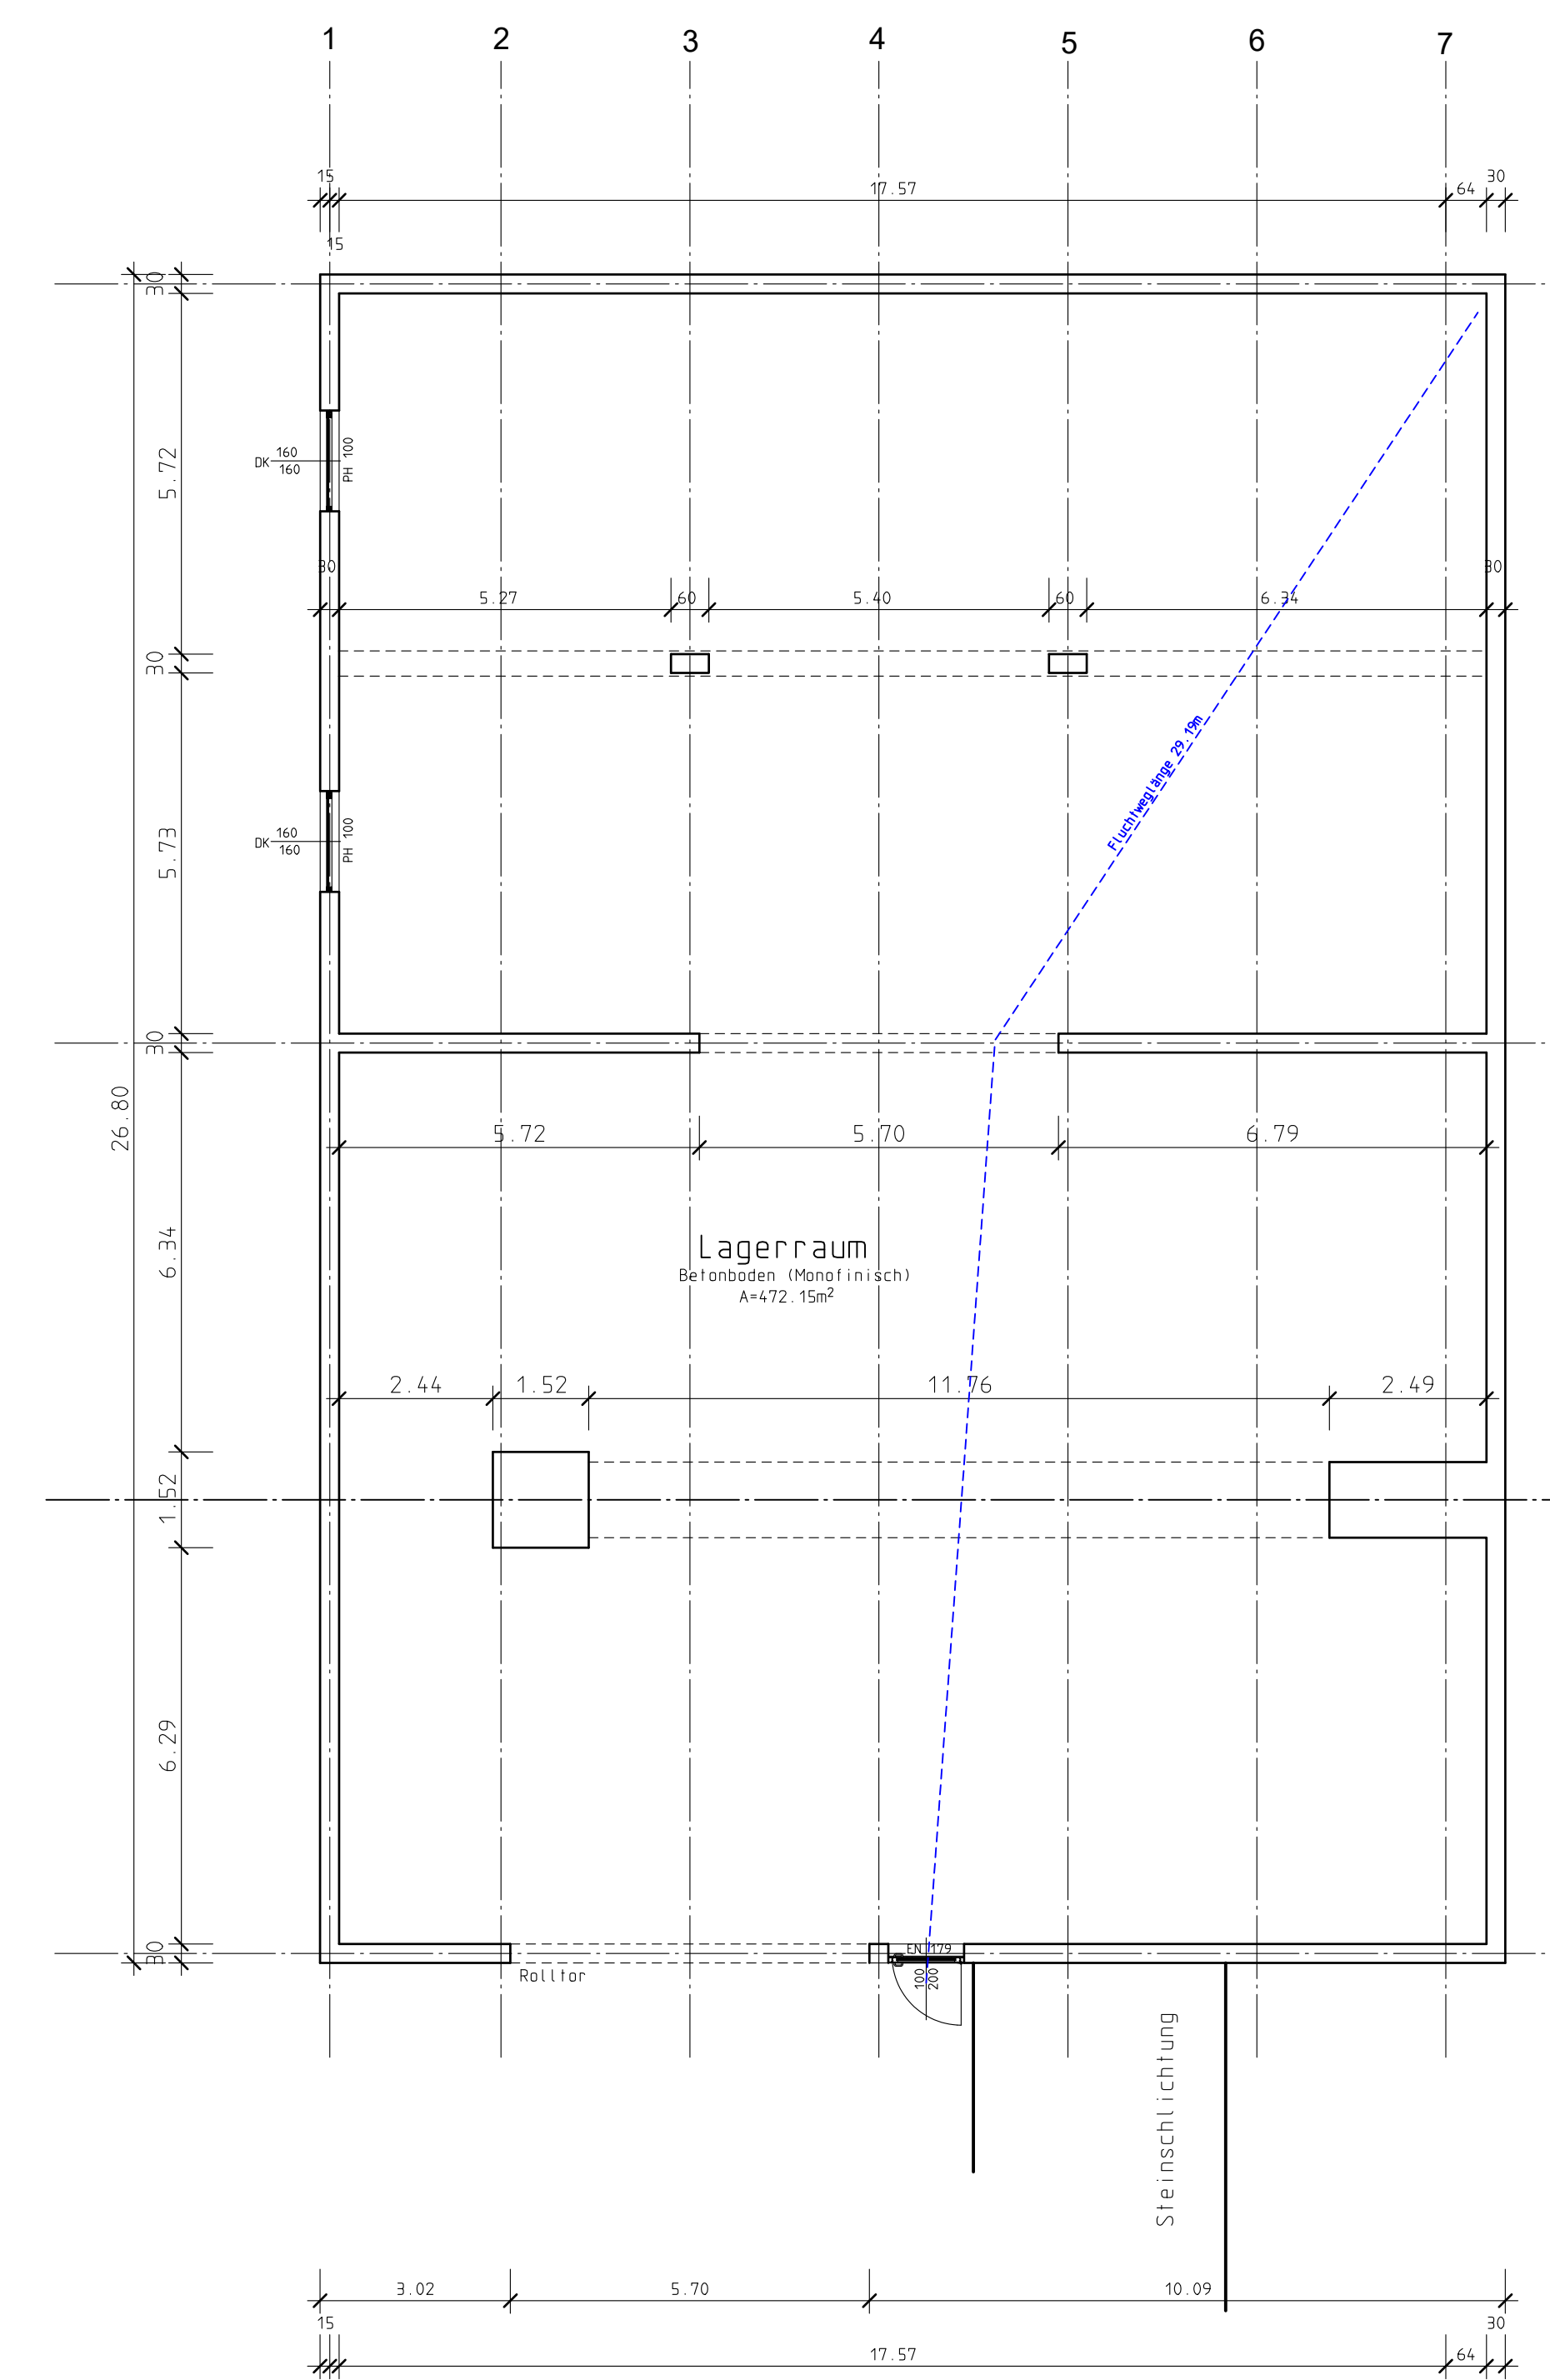 1 2 3 4 5 6 7
15 17.57 64 30
15
30
5.72
DK 160
160
PH 100
30 30
5.27 60 5.40 60 6.34
30
Fluchtweglänge 29.19m
5.73
DK 160
160
PH 100
30
26.80
5.72 5.70 6.79
6.34
Lagerraum
Betonboden (Monofinisch)
A=472.15m²
2.44 1.52 11.76 2.49
1.52
6.29
30
EN 179
Rolltor
100
200
Steinschlichtung
3.02 5.70 10.09
15 30
17.57 64